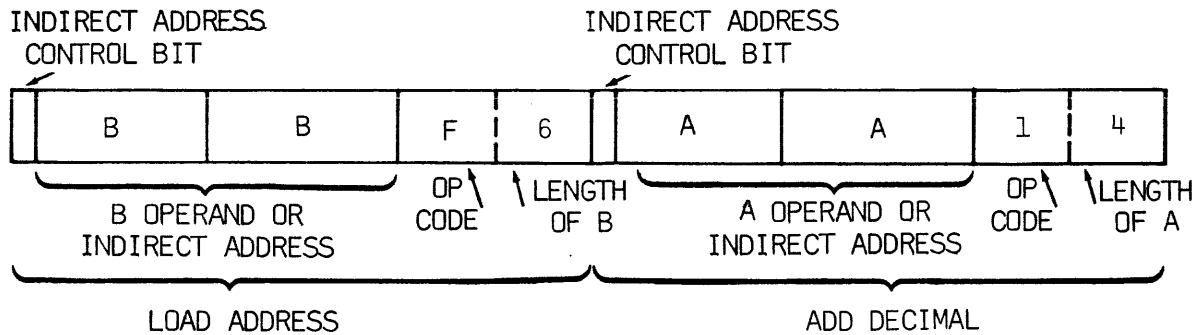 INDIRECT ADDRESS
CONTROL BIT
INDIRECT ADDRESS
CONTROL BIT
B B F 6 A A 1 4
B OPERAND OR
INDIRECT ADDRESS
OP
CODE
LENGTH
OF B
A OPERAND OR
INDIRECT ADDRESS
OP
CODE
LENGTH
OF A
LOAD ADDRESS
ADD DECIMAL